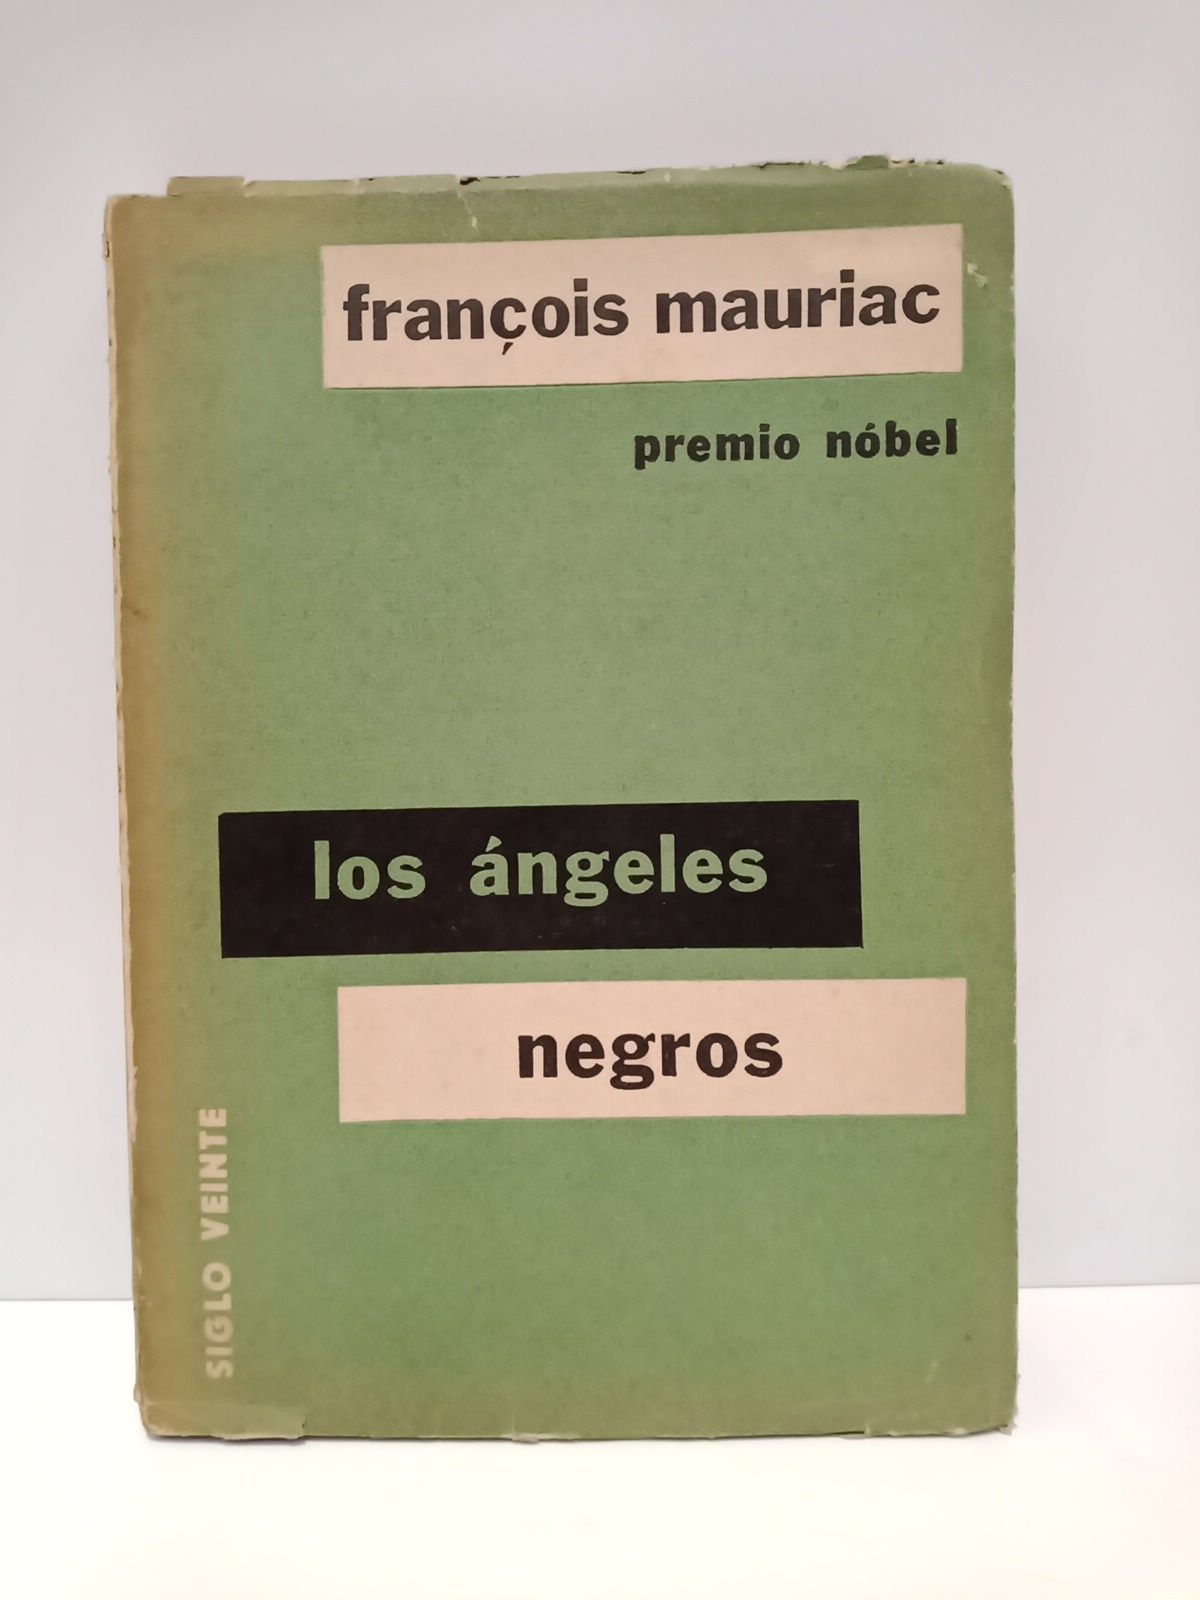 françois mauriac
premio nóbel
los ángeles
negros
SIGLO VEINTE